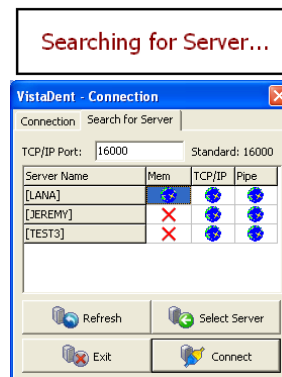 Searching for Server...
VistaDent - Connection
Connection Search for Server
TCP/IP Port: 16000 Standard: 16000
Server Name Mem TCP/IP Pipe
[LANA]
[JEREMY]
[TEST3]
Refresh Select Server
Exit Connect